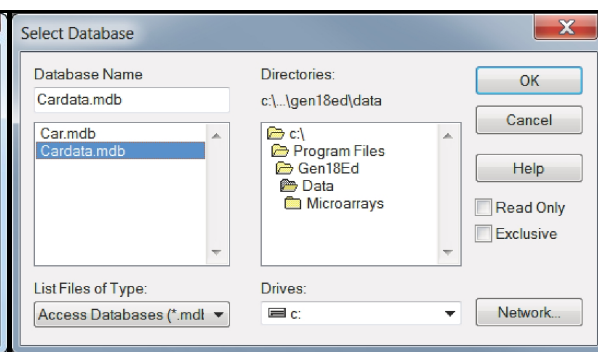 Select Database
Database Name
Cardata.mdb
Car.mdb
Cardata.mdb
List Files of Type:
Access Databases (*.mdb
Directories:
c:\...\gen18ed\data
c:\
Program Files
Gen18Ed
Data
Microarrays
Drives:
c:
OK
Cancel
Help
Read Only
Exclusive
Network...